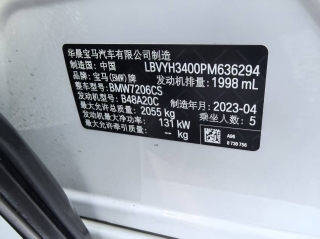 华晨宝马汽车有限公司制造
制造国：中国 LBVYH3400PM636294
品牌：宝马(BMW)牌 发动机排量：1998 mL
整车型号：BMW7206CS
发动机型号：B48A20C 制造年月：2023-04
最大允许总质量：2055 kg 乘坐人数：5
最大净功率：131 kW
最大允许牵引质量：-- kg
A96
8 738 756